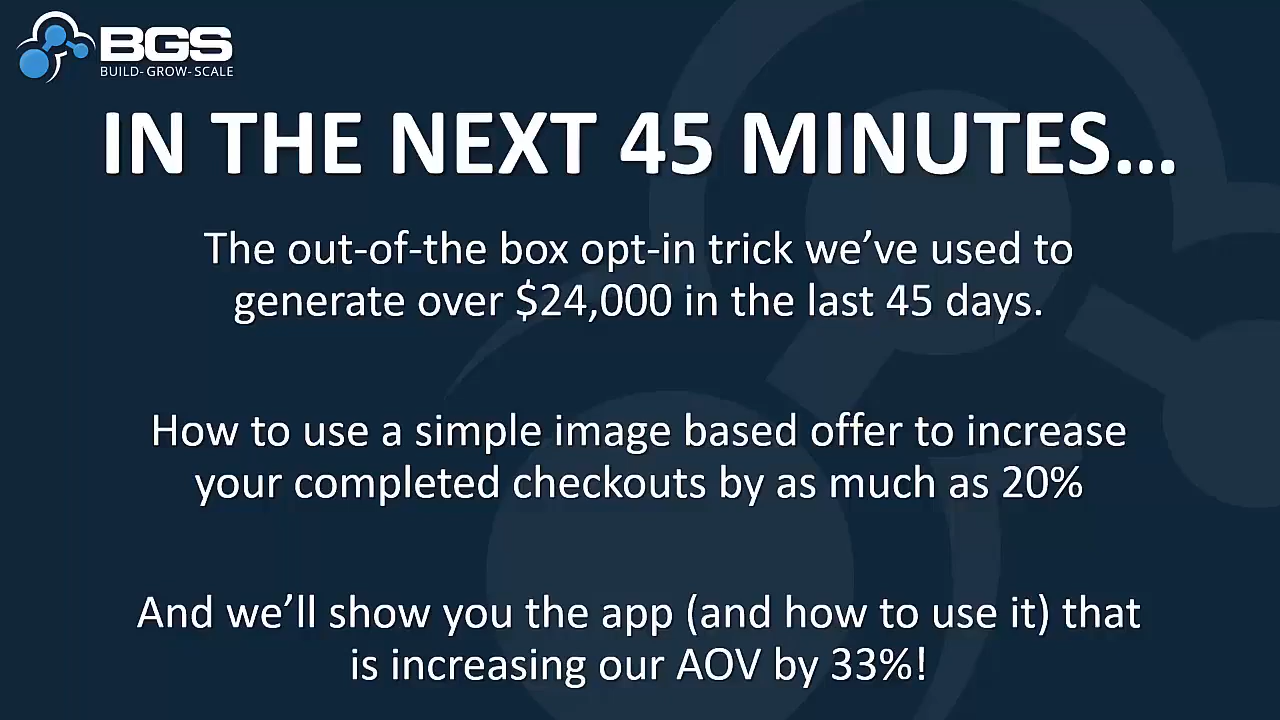 BGS
BUILD-GROW-SCALE
IN THE NEXT 45 MINUTES...
The out-of-the box opt-in trick we’ve used to
generate over $24,000 in the last 45 days.
How to use a simple image based offer to increase
your completed checkouts by as much as 20%
And we’ll show you the app (and how to use it) that
is increasing our AOV by 33%!